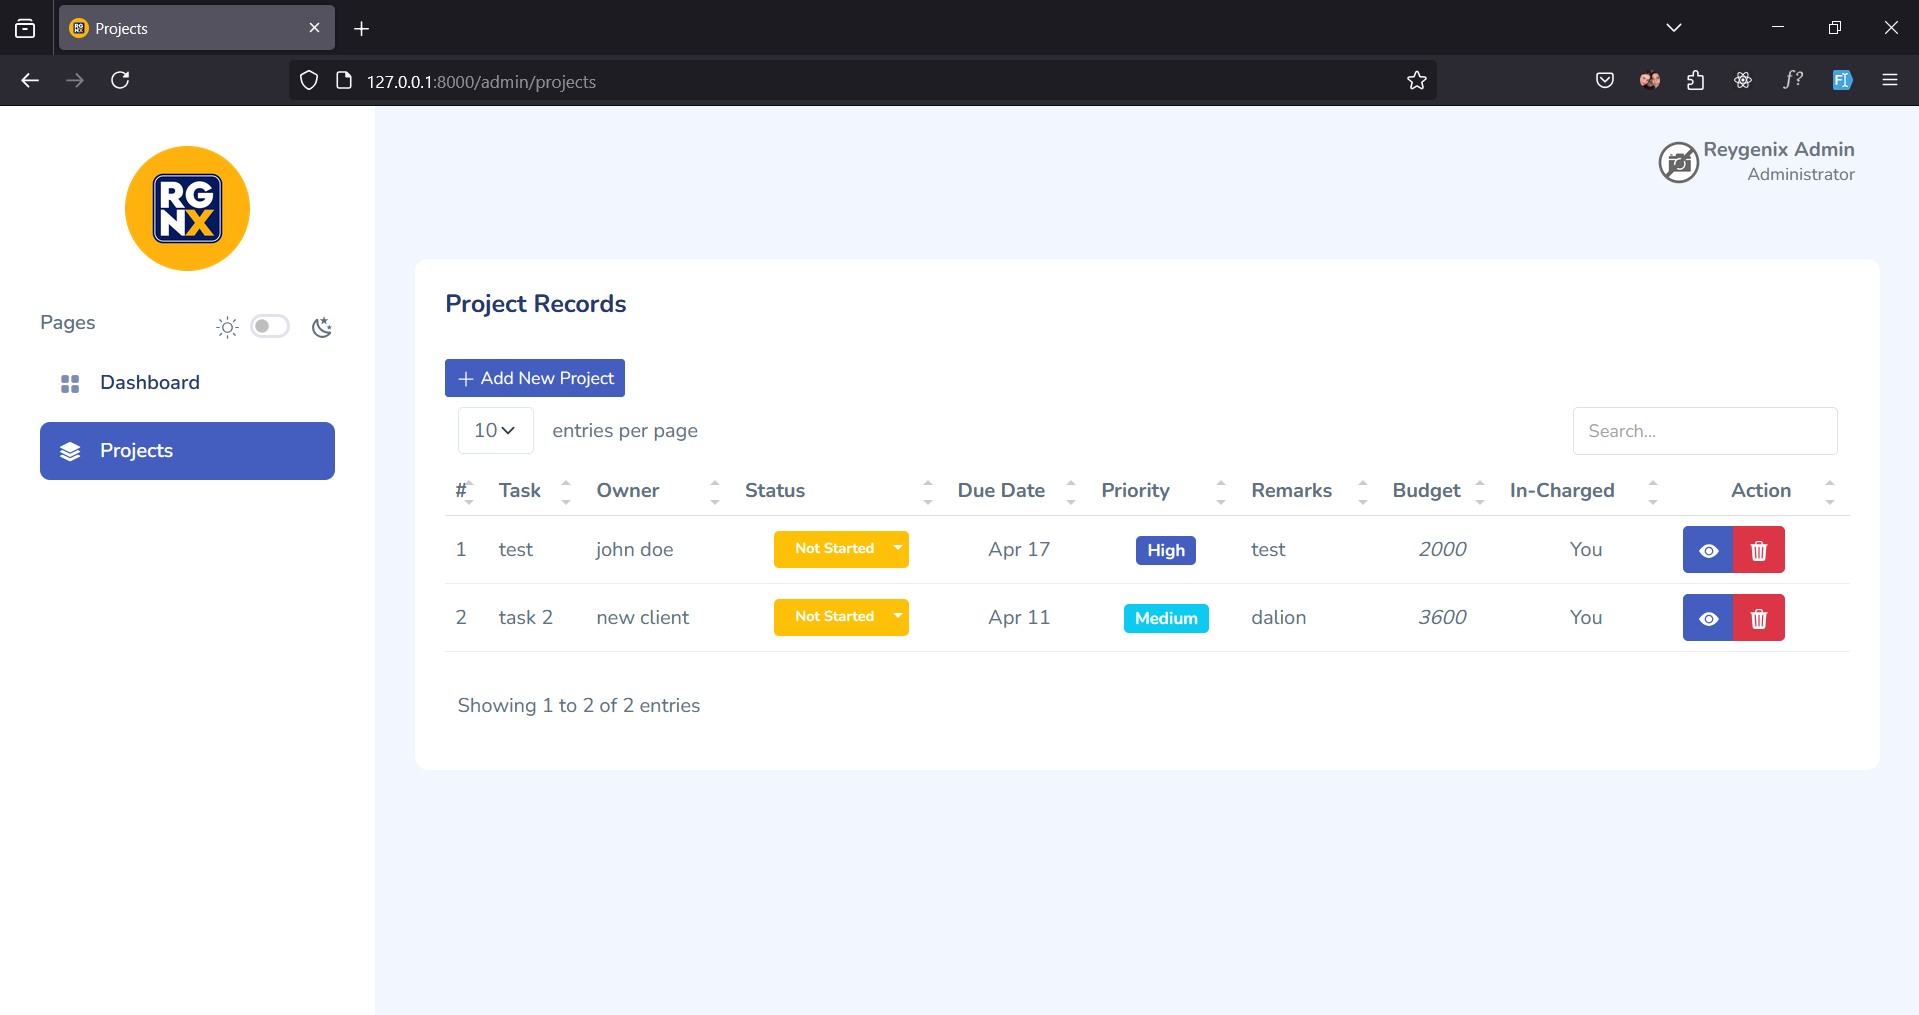 Projects
127.0.0.1:8000/admin/projects
RG
NX
Reygenix Admin
Administrator
Pages
Dashboard
Projects
Project Records
Add New Project
10 entries per page
Search...
# Task Owner Status Due Date Priority Remarks Budget In-Charged Action
1 test john doe Not Started Apr 17 High test 2000 You
2 task 2 new client Not Started Apr 11 Medium dalion 3600 You
Showing 1 to 2 of 2 entries